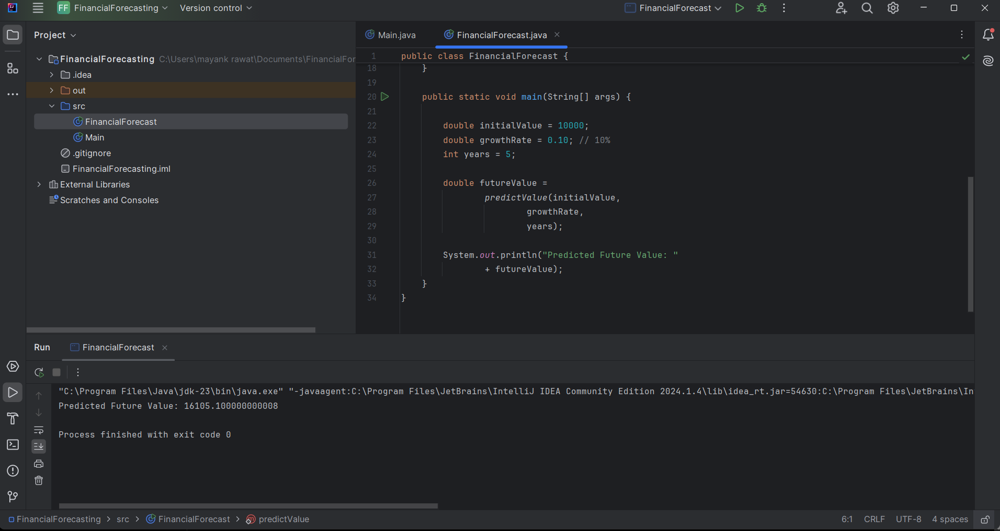 FF FinancialForecasting Version control FinancialForecast
Project
FinancialForecasting C:\Users\mayank rawat\Documents\FinancialFor
.idea
out
src
FinancialForecast
Main
.gitignore
FinancialForecasting.iml
External Libraries
Scratches and Consoles
Main.java FinancialForecast.java
1 public class FinancialForecast {
18 }
19
20 public static void main(String[] args) {
21
22 double initialValue = 10000;
23 double growthRate = 0.10; // 10%
24 int years = 5;
25
26 double futureValue =
27 predictValue(initialValue,
28 growthRate,
29 years);
30
31 System.out.println("Predicted Future Value: "
32 + futureValue);
33 }
34 }
Run FinancialForecast
"C:\Program Files\Java\jdk-23\bin\java.exe" "-javaagent:C:\Program Files\JetBrains\IntelliJ IDEA Community Edition 2024.1.4\lib\idea_rt.jar=54630:C:\Program Files\JetBrains\In
Predicted Future Value: 16105.100000000008
Process finished with exit code 0
FinancialForecasting > src > FinancialForecast > predictValue 6:1 CRLF UTF-8 4 spaces